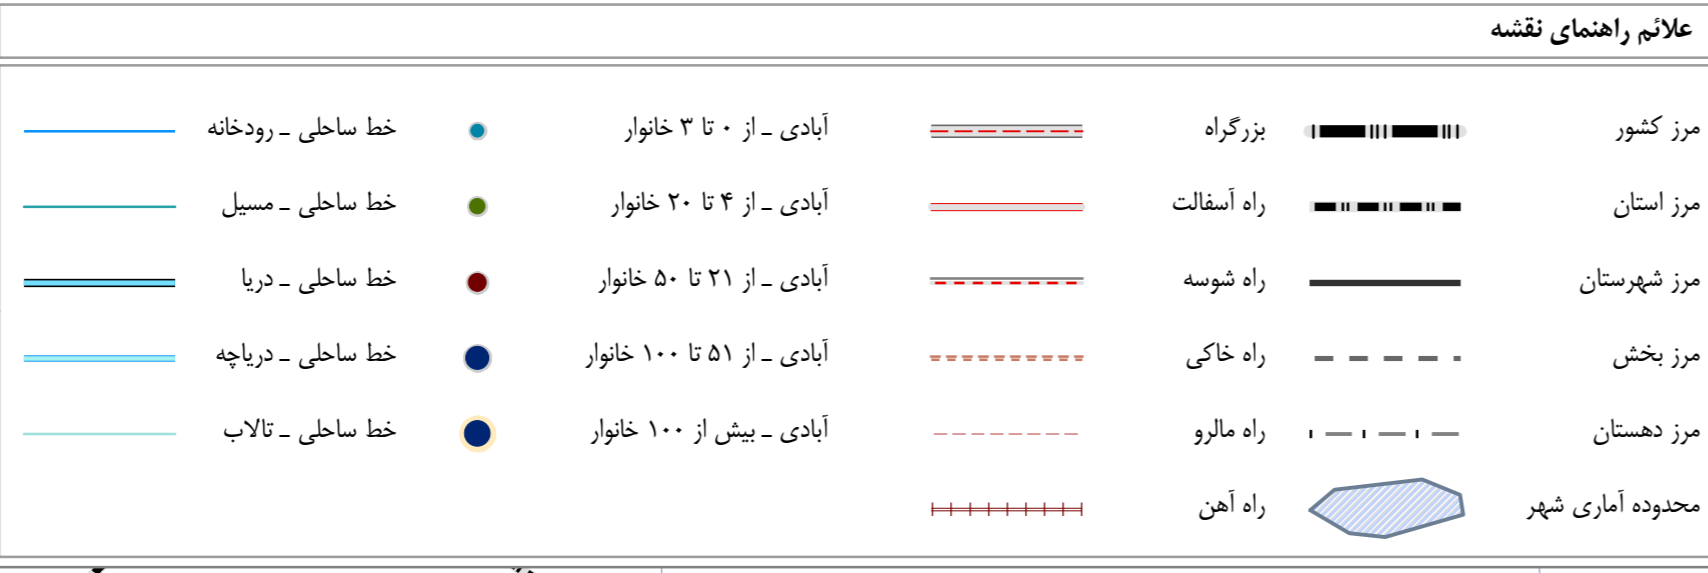 علائم راهنمای نقشه
مرز کشور بزرگراه آبادی ـ از ۰ تا ۳ خانوار خط ساحلی ـ رودخانه
مرز استان راه آسفالت آبادی ـ از ۴ تا ۲۰ خانوار خط ساحلی ـ مسیل
مرز شهرستان راه شوسه آبادی ـ از ۲۱ تا ۵۰ خانوار خط ساحلی ـ دریا
مرز بخش راه خاکی آبادی ـ از ۵۱ تا ۱۰۰ خانوار خط ساحلی ـ دریاچه
مرز دهستان راه مالرو آبادی ـ بیش از ۱۰۰ خانوار خط ساحلی ـ تالاب
محدوده آماری شهر راه آهن